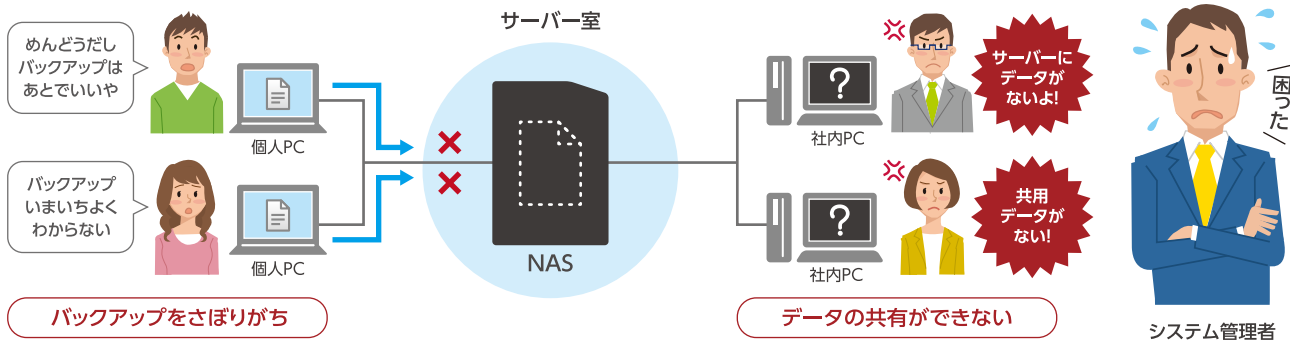 めんどうだし
バックアップは
あとでいいや
個人PC
バックアップ
いまいちよく
わからない
個人PC
バックアップをさぼりがち
サーバー室
NAS
?
社内PC
サーバーに
データが
ないよ!
?
社内PC
共用
データが
ない!
データの共有ができない
困った
システム管理者